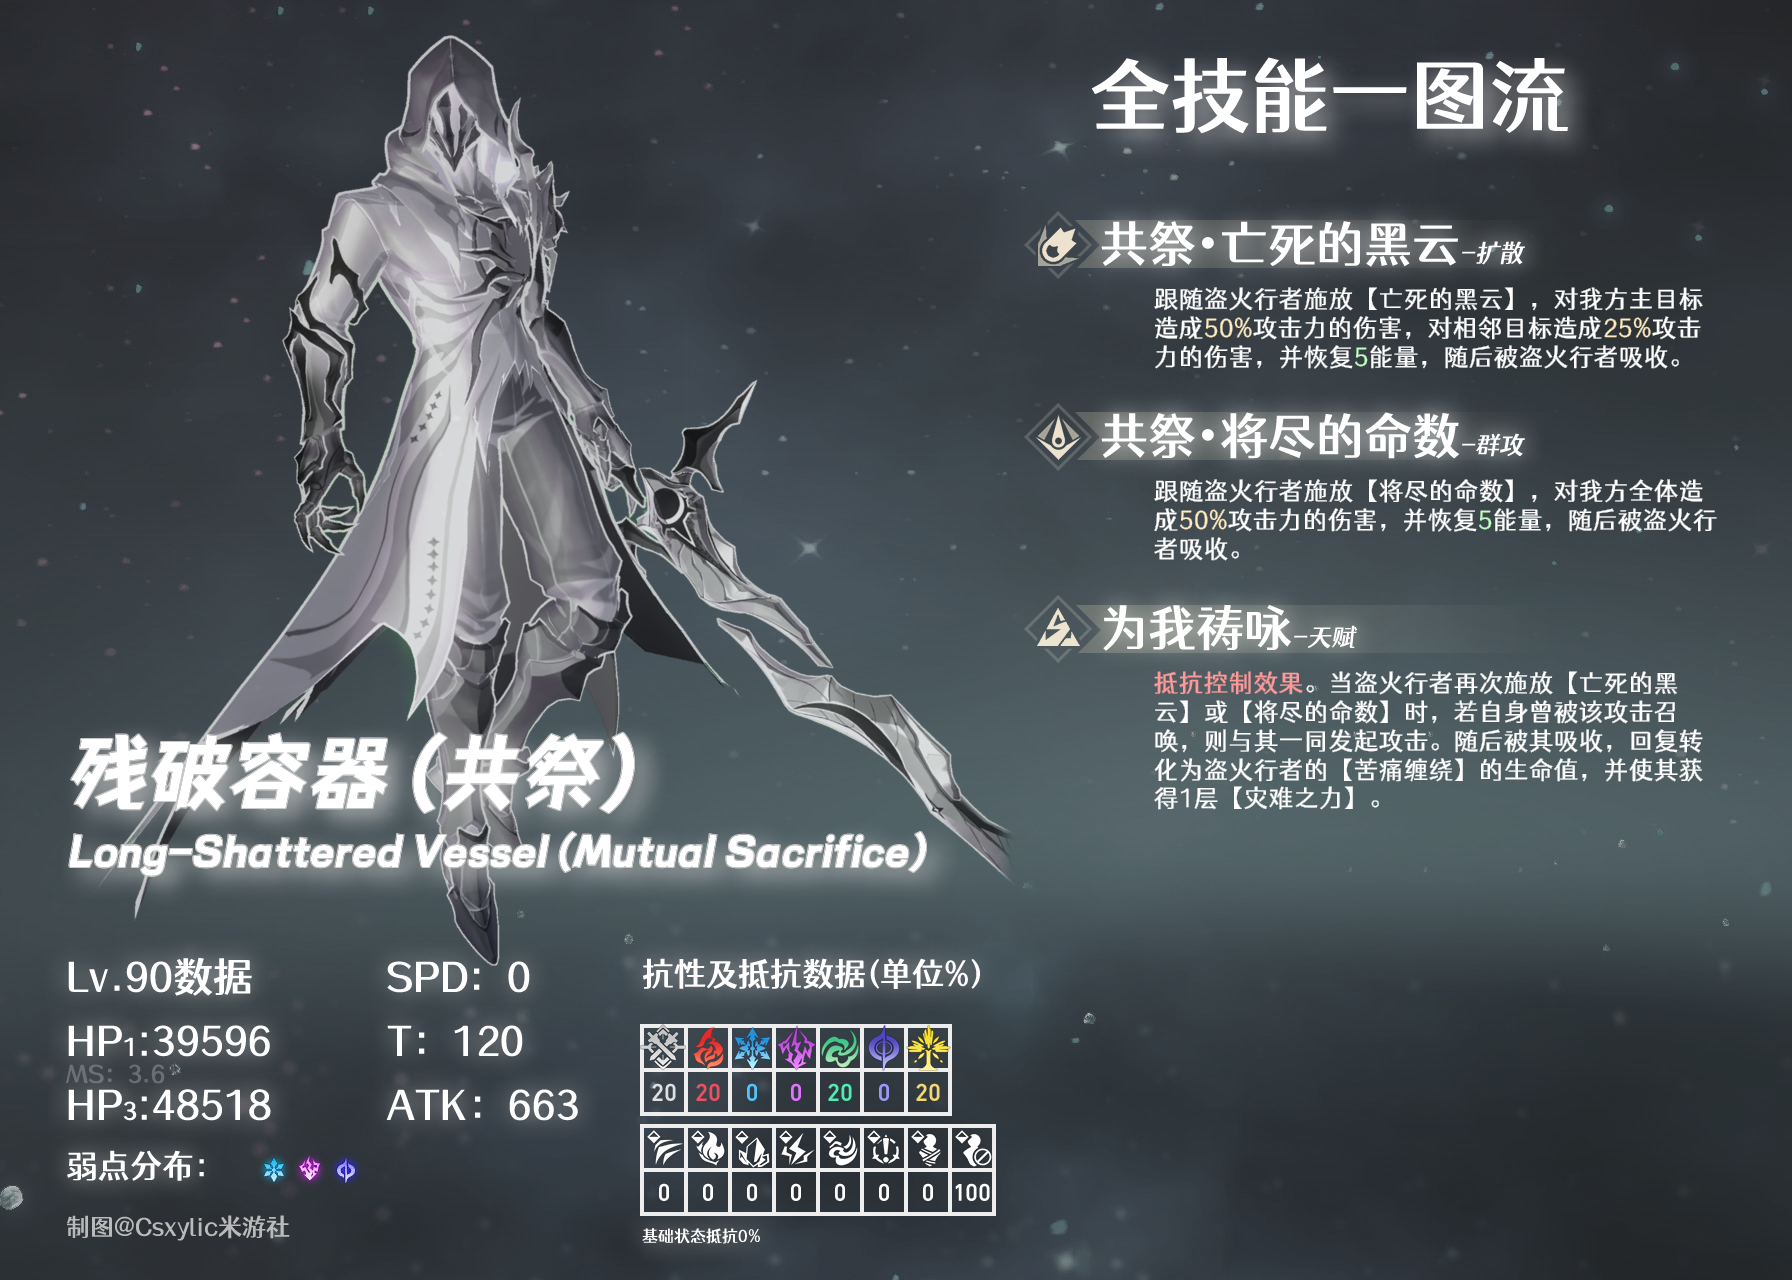 全技能一图流
共祭·亡死的黑云-扩散
跟随盗火行者施放【亡死的黑云】，对我方主目标
造成50%攻击力的伤害，对相邻目标造成25%攻击
力的伤害，并恢复5能量，随后被盗火行者吸收。
共祭·将尽的命数-群攻
跟随盗火行者施放【将尽的命数】，对我方全体造
成50%攻击力的伤害，并恢复5能量，随后被盗火行
者吸收。
为我祷咏-天赋
抵抗控制效果。当盗火行者再次施放【亡死的黑
云】或【将尽的命数】时，若自身曾被该攻击召
唤，则与其一同发起攻击。随后被其吸收，回复转
化为盗火行者的【苦痛缠绕】的生命值，并使其获
得1层【灾难之力】。
残破容器（共祭）
Long-Shattered Vessel (Mutual Sacrifice)
Lv.90数据
SPD：0
HP1:39596
T：120
MS：3.6
HP3:48518
ATK：663
弱点分布：
制图@Csxylic米游社
抗性及抵抗数据(单位%)
20 20 0 0 20 0 20
0 0 0 0 0 0 0 100
基础状态抵抗0%